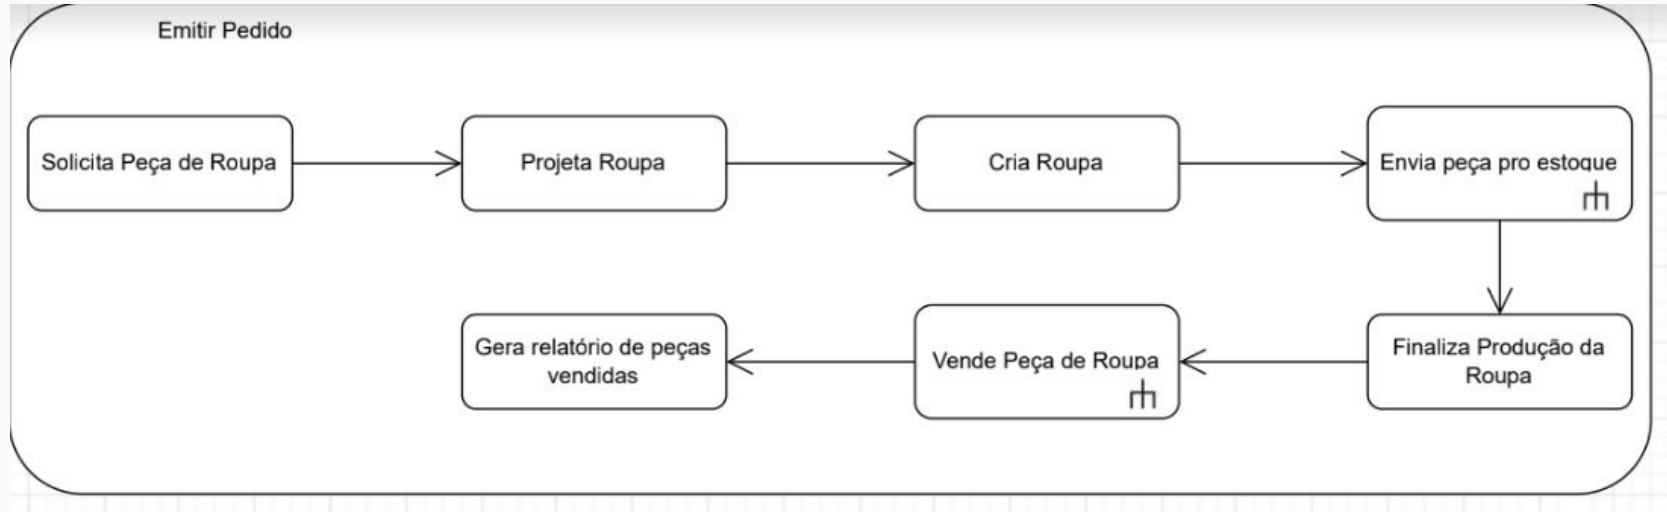 Emitir Pedido
Solicita Peça de Roupa
Projeta Roupa
Cria Roupa
Envia peça pro estoque
Gera relatório de peças
vendidas
Vende Peça de Roupa
Finaliza Produção da
Roupa